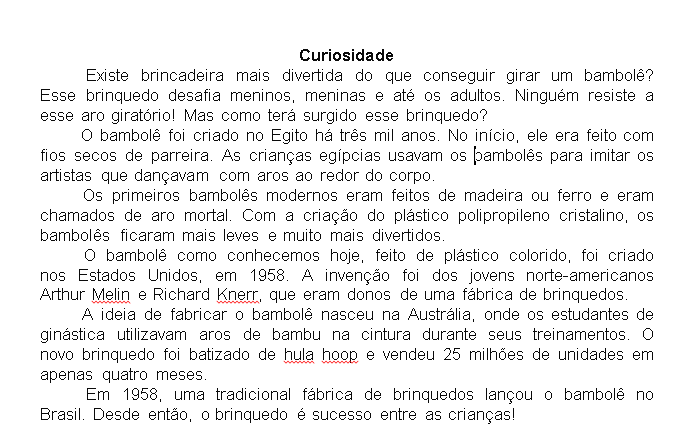 Curiosidade
Existe brincadeira mais divertida do que conseguir girar um bambolê?
Esse brinquedo desafia meninos, meninas e até os adultos. Ninguém resiste a
esse aro giratório! Mas como terá surgido esse brinquedo?
O bambolê foi criado no Egito há três mil anos. No início, ele era feito com
fios secos de parreira. As crianças egípcias usavam os bambolês para imitar os
artistas que dançavam com aros ao redor do corpo.
Os primeiros bambolês modernos eram feitos de madeira ou ferro e eram
chamados de aro mortal. Com a criação do plástico polipropileno cristalino, os
bambolês ficaram mais leves e muito mais divertidos.
O bambolê como conhecemos hoje, feito de plástico colorido, foi criado
nos Estados Unidos, em 1958. A invenção foi dos jovens norte-americanos
Arthur Melin e Richard Knerr, que eram donos de uma fábrica de brinquedos.
A ideia de fabricar o bambolê nasceu na Austrália, onde os estudantes de
ginástica utilizavam aros de bambu na cintura durante seus treinamentos. O
novo brinquedo foi batizado de hula hoop e vendeu 25 milhões de unidades em
apenas quatro meses.
Em 1958, uma tradicional fábrica de brinquedos lançou o bambolê no
Brasil. Desde então, o brinquedo é sucesso entre as crianças!